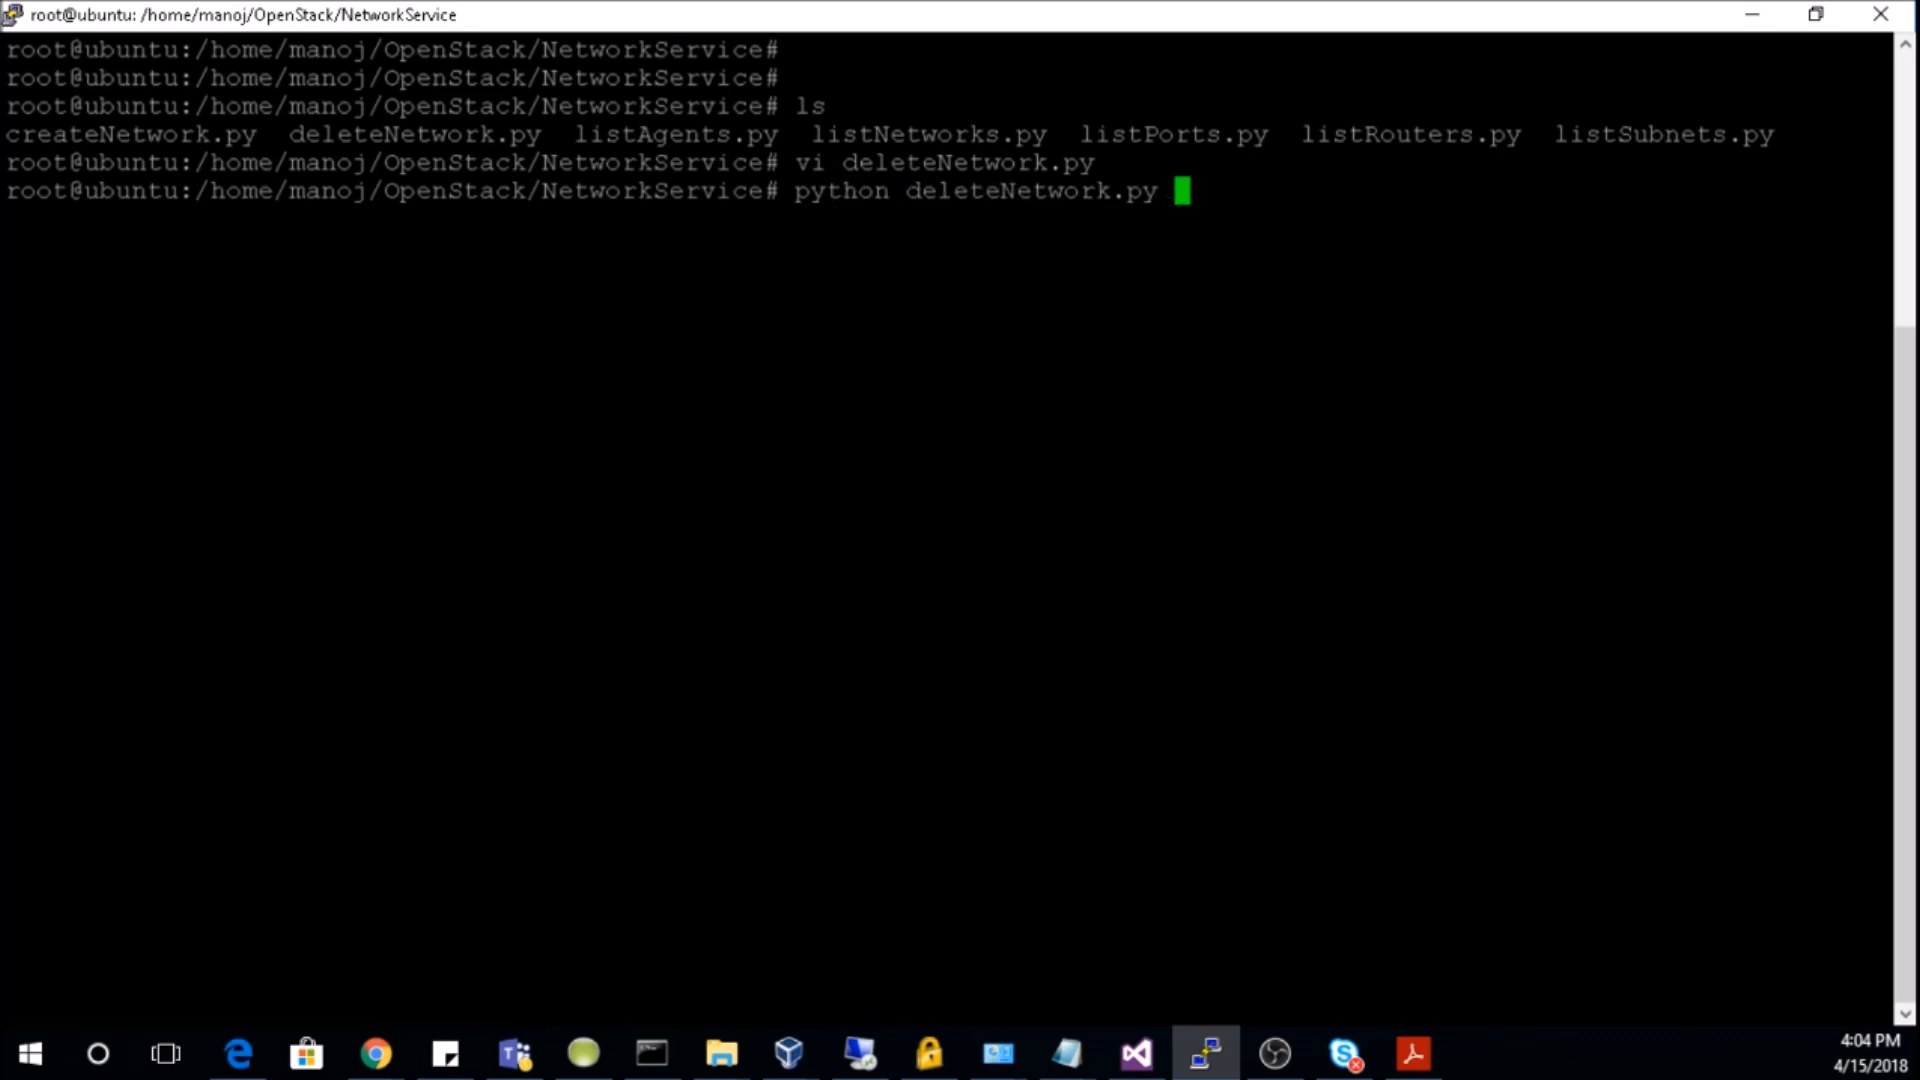 root@ubuntu: /home/manoj/OpenStack/NetworkService
root@ubuntu:/home/manoj/OpenStack/NetworkService#
root@ubuntu:/home/manoj/OpenStack/NetworkService#
root@ubuntu:/home/manoj/OpenStack/NetworkService# ls
createNetwork.py  deleteNetwork.py  listAgents.py  listNetworks.py  listPorts.py  listRouters.py  listSubnets.py
root@ubuntu:/home/manoj/OpenStack/NetworkService# vi deleteNetwork.py
root@ubuntu:/home/manoj/OpenStack/NetworkService# python deleteNetwork.py
4:04 PM
4/15/2018